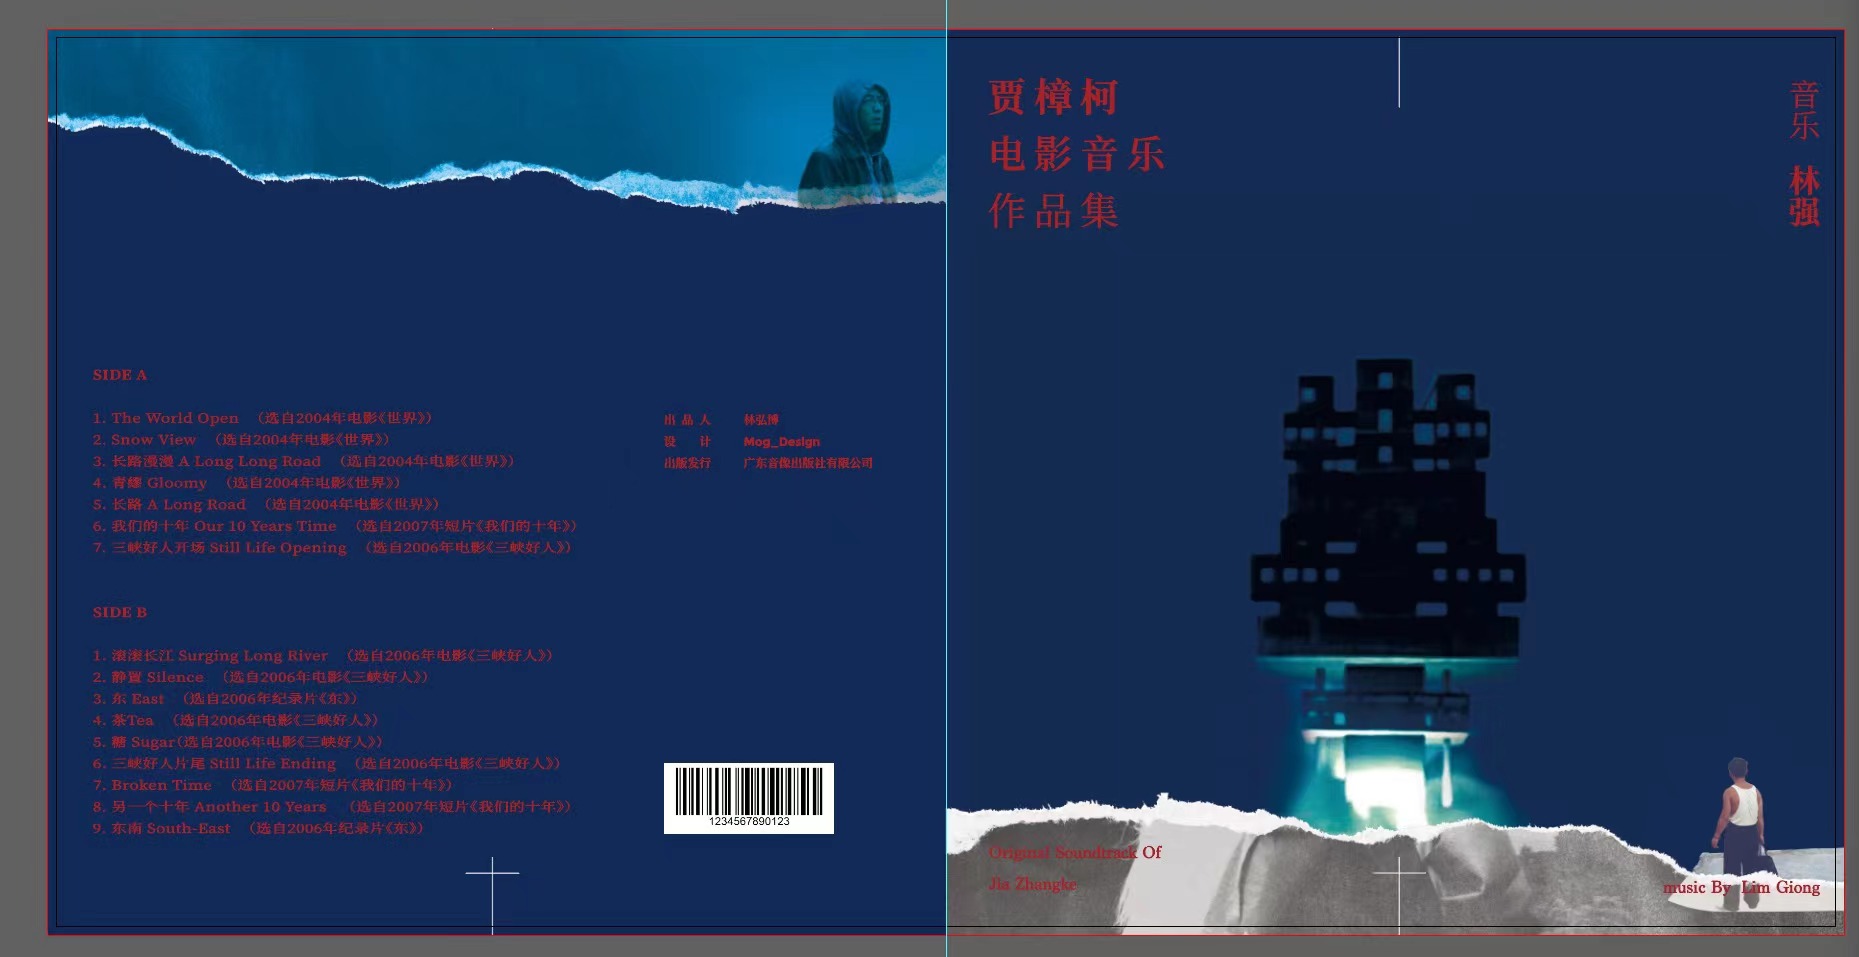 贾樟柯
电影音乐
作品集
音乐 林强
SIDE A
1. The World Open （选自2004年电影《世界》）
2. Snow View （选自2004年电影《世界》）
3. 长路漫漫 A Long Long Road （选自2004年电影《世界》）
4. 青缪 Gloomy （选自2004年电影《世界》）
5. 长路 A Long Road （选自2004年电影《世界》）
6. 我们的十年 Our 10 Years Time （选自2007年短片《我们的十年》）
7. 三峡好人开场 Still Life Opening （选自2006年电影《三峡好人》）
出品人 林弘博
设计 Mog_Design
出版发行 广东音像出版社有限公司
SIDE B
1. 滚滚长江 Surging Long River （选自2006年电影《三峡好人》）
2. 静置 Silence （选自2006年电影《三峡好人》）
3. 东 East （选自2006年纪录片《东》）
4. 茶Tea （选自2006年电影《三峡好人》）
5. 糖 Sugar（选自2006年电影《三峡好人》）
6. 三峡好人片尾 Still Life Ending （选自2006年电影《三峡好人》）
7. Broken Time （选自2007年短片《我们的十年》）
8. 另一个十年 Another 10 Years （选自2007年短片《我们的十年》）
9. 东南 South-East （选自2006年纪录片《东》）
1234567890123
Original Soundtrack Of
Jia Zhangke
music By Lim Giong